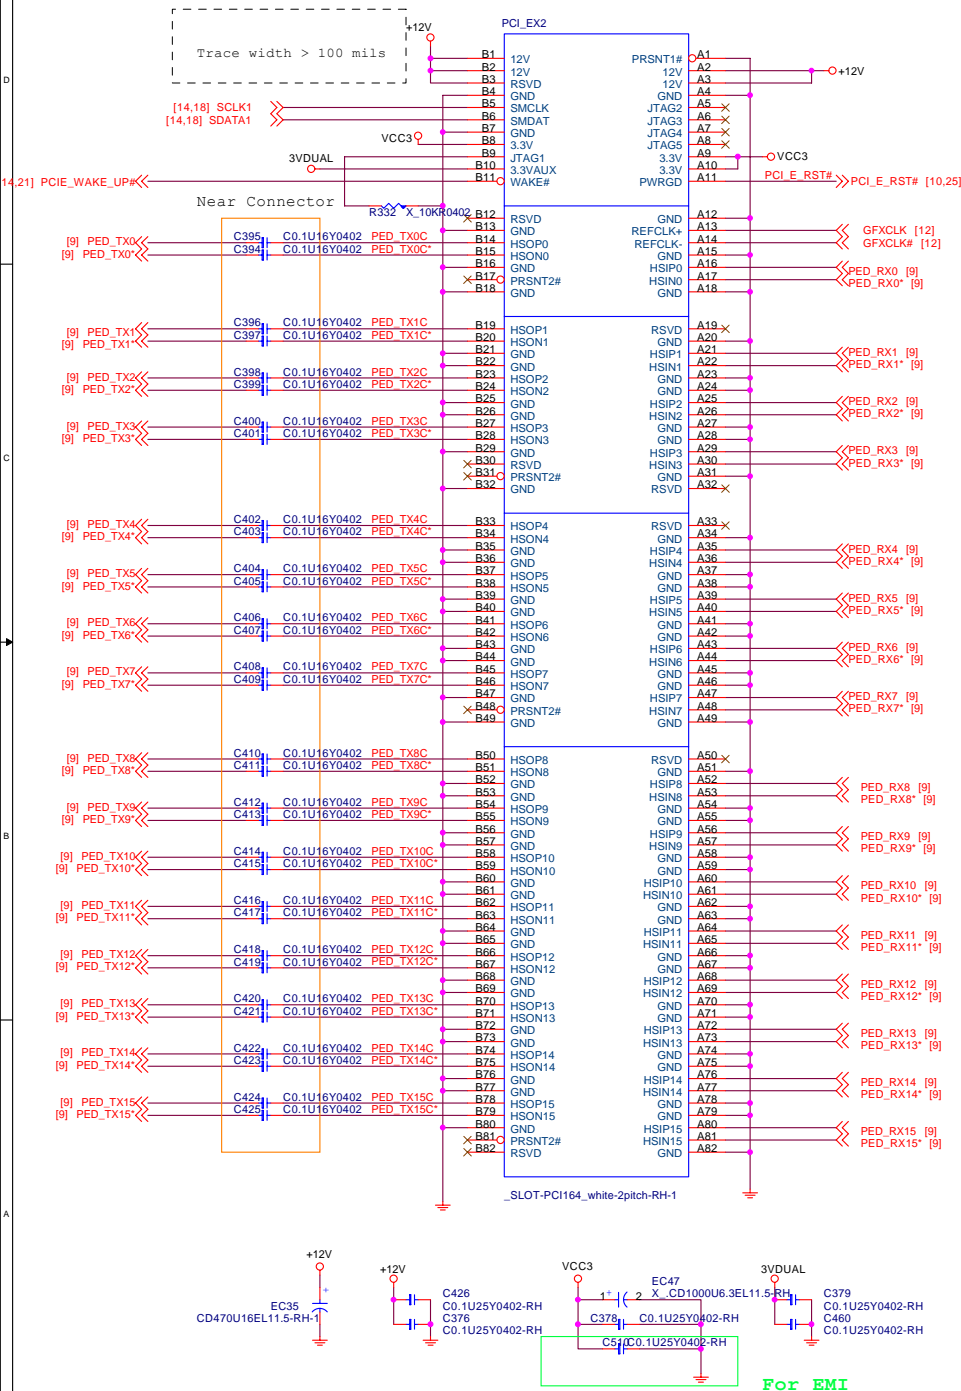 PCI_EX2
+12V
Trace width > 100 mils
D
B1 12V PRSNT1# A1
B2 12V 12V A2 +12V
B3 RSVD 12V A3
B4 GND GND A4
[14,18] SCLK1 B5 SMCLK JTAG2 A5
[14,18] SDATA1 B6 SMDAT JTAG3 A6
B7 GND JTAG4 A7
VCC3 B8 3.3V JTAG5 A8
B9 JTAG1 3.3V A9 VCC3
3VDUAL B10 3.3VAUX 3.3V A10
14,21] PCIE_WAKE_UP# B11 WAKE# PWRGD A11 PCI_E_RST# PCI_E_RST# [10,25]
Near Connector
R332 X_10KR0402
B12 RSVD GND A12
B13 GND REFCLK+ A13 GFXCLK [12]
[9] PED_TX0 C395 C0.1U16Y0402 PED_TX0C B14 HSOP0 REFCLK- A14 GFXCLK# [12]
[9] PED_TX0* C394 C0.1U16Y0402 PED_TX0C* B15 HSON0 GND A15
B16 GND HSIP0 A16 PED_RX0 [9]
B17 PRSNT2# HSIN0 A17 PED_RX0* [9]
B18 GND GND A18
[9] PED_TX1 C396 C0.1U16Y0402 PED_TX1C B19 HSOP1 RSVD A19
[9] PED_TX1* C397 C0.1U16Y0402 PED_TX1C* B20 HSON1 GND A20
B21 GND HSIP1 A21 PED_RX1 [9]
B22 GND HSIN1 A22 PED_RX1* [9]
[9] PED_TX2 C398 C0.1U16Y0402 PED_TX2C B23 HSOP2 GND A23
[9] PED_TX2* C399 C0.1U16Y0402 PED_TX2C* B24 HSON2 GND A24
B25 GND HSIP2 A25 PED_RX2 [9]
B26 GND HSIN2 A26 PED_RX2* [9]
[9] PED_TX3 C400 C0.1U16Y0402 PED_TX3C B27 HSOP3 GND A27
[9] PED_TX3* C401 C0.1U16Y0402 PED_TX3C* B28 HSON3 GND A28
C
B29 GND HSIP3 A29 PED_RX3 [9]
B30 RSVD HSIN3 A30 PED_RX3* [9]
B31 PRSNT2# GND A31
B32 GND RSVD A32
[9] PED_TX4 C402 C0.1U16Y0402 PED_TX4C B33 HSOP4 RSVD A33
[9] PED_TX4* C403 C0.1U16Y0402 PED_TX4C* B34 HSON4 GND A34
B35 GND HSIP4 A35 PED_RX4 [9]
B36 GND HSIN4 A36 PED_RX4* [9]
[9] PED_TX5 C404 C0.1U16Y0402 PED_TX5C B37 HSOP5 GND A37
[9] PED_TX5* C405 C0.1U16Y0402 PED_TX5C* B38 HSON5 GND A38
B39 GND HSIP5 A39 PED_RX5 [9]
B40 GND HSIN5 A40 PED_RX5* [9]
[9] PED_TX6 C406 C0.1U16Y0402 PED_TX6C B41 HSOP6 GND A41
[9] PED_TX6* C407 C0.1U16Y0402 PED_TX6C* B42 HSON6 GND A42
B43 GND HSIP6 A43 PED_RX6 [9]
B44 GND HSIN6 A44 PED_RX6* [9]
[9] PED_TX7 C408 C0.1U16Y0402 PED_TX7C B45 HSOP7 GND A45
[9] PED_TX7* C409 C0.1U16Y0402 PED_TX7C* B46 HSON7 GND A46
B47 GND HSIP7 A47 PED_RX7 [9]
B48 PRSNT2# HSIN7 A48 PED_RX7* [9]
B49 GND GND A49
[9] PED_TX8 C410 C0.1U16Y0402 PED_TX8C B50 HSOP8 RSVD A50
[9] PED_TX8* C411 C0.1U16Y0402 PED_TX8C* B51 HSON8 GND A51
B52 GND HSIP8 A52 PED_RX8 [9]
B53 GND HSIN8 A53 PED_RX8* [9]
[9] PED_TX9 C412 C0.1U16Y0402 PED_TX9C B54 HSOP9 GND A54
[9] PED_TX9* C413 C0.1U16Y0402 PED_TX9C* B55 HSON9 GND A55
B
B56 GND HSIP9 A56 PED_RX9 [9]
B57 GND HSIN9 A57 PED_RX9* [9]
[9] PED_TX10 C414 C0.1U16Y0402 PED_TX10C B58 HSOP10 GND A58
[9] PED_TX10* C415 C0.1U16Y0402 PED_TX10C* B59 HSON10 GND A59
B60 GND HSIP10 A60 PED_RX10 [9]
B61 GND HSIN10 A61 PED_RX10* [9]
[9] PED_TX11 C416 C0.1U16Y0402 PED_TX11C B62 HSOP11 GND A62
[9] PED_TX11* C417 C0.1U16Y0402 PED_TX11C* B63 HSON11 GND A63
B64 GND HSIP11 A64 PED_RX11 [9]
B65 GND HSIN11 A65 PED_RX11* [9]
[9] PED_TX12 C418 C0.1U16Y0402 PED_TX12C B66 HSOP12 GND A66
[9] PED_TX12* C419 C0.1U16Y0402 PED_TX12C* B67 HSON12 GND A67
B68 GND HSIP12 A68 PED_RX12 [9]
B69 GND HSIN12 A69 PED_RX12* [9]
[9] PED_TX13 C420 C0.1U16Y0402 PED_TX13C B70 HSOP13 GND A70
[9] PED_TX13* C421 C0.1U16Y0402 PED_TX13C* B71 HSON13 GND A71
B72 GND HSIP13 A72 PED_RX13 [9]
B73 GND HSIN13 A73 PED_RX13* [9]
[9] PED_TX14 C422 C0.1U16Y0402 PED_TX14C B74 HSOP14 GND A74
[9] PED_TX14* C423 C0.1U16Y0402 PED_TX14C* B75 HSON14 GND A75
B76 GND HSIP14 A76 PED_RX14 [9]
B77 GND HSIN14 A77 PED_RX14* [9]
[9] PED_TX15 C424 C0.1U16Y0402 PED_TX15C B78 HSOP15 GND A78
[9] PED_TX15* C425 C0.1U16Y0402 PED_TX15C* B79 HSON15 GND A79
B80 GND HSIP15 A80 PED_RX15 [9]
B81 PRSNT2# HSIN15 A81 PED_RX15* [9]
B82 RSVD GND A82
_SLOT-PCI164_white-2pitch-RH-1
A
+12V
+12V VCC3 3VDUAL
EC35
CD470U16EL11.5-RH-1
C426
C0.1U25Y0402-RH
C376
C0.1U25Y0402-RH
EC47
1 + 2 X_.CD1000U6.3EL11.5-RH
C378 C0.1U25Y0402-RH
C510 C0.1U25Y0402-RH
C379
C0.1U25Y0402-RH
C460
C0.1U25Y0402-RH
For EMI